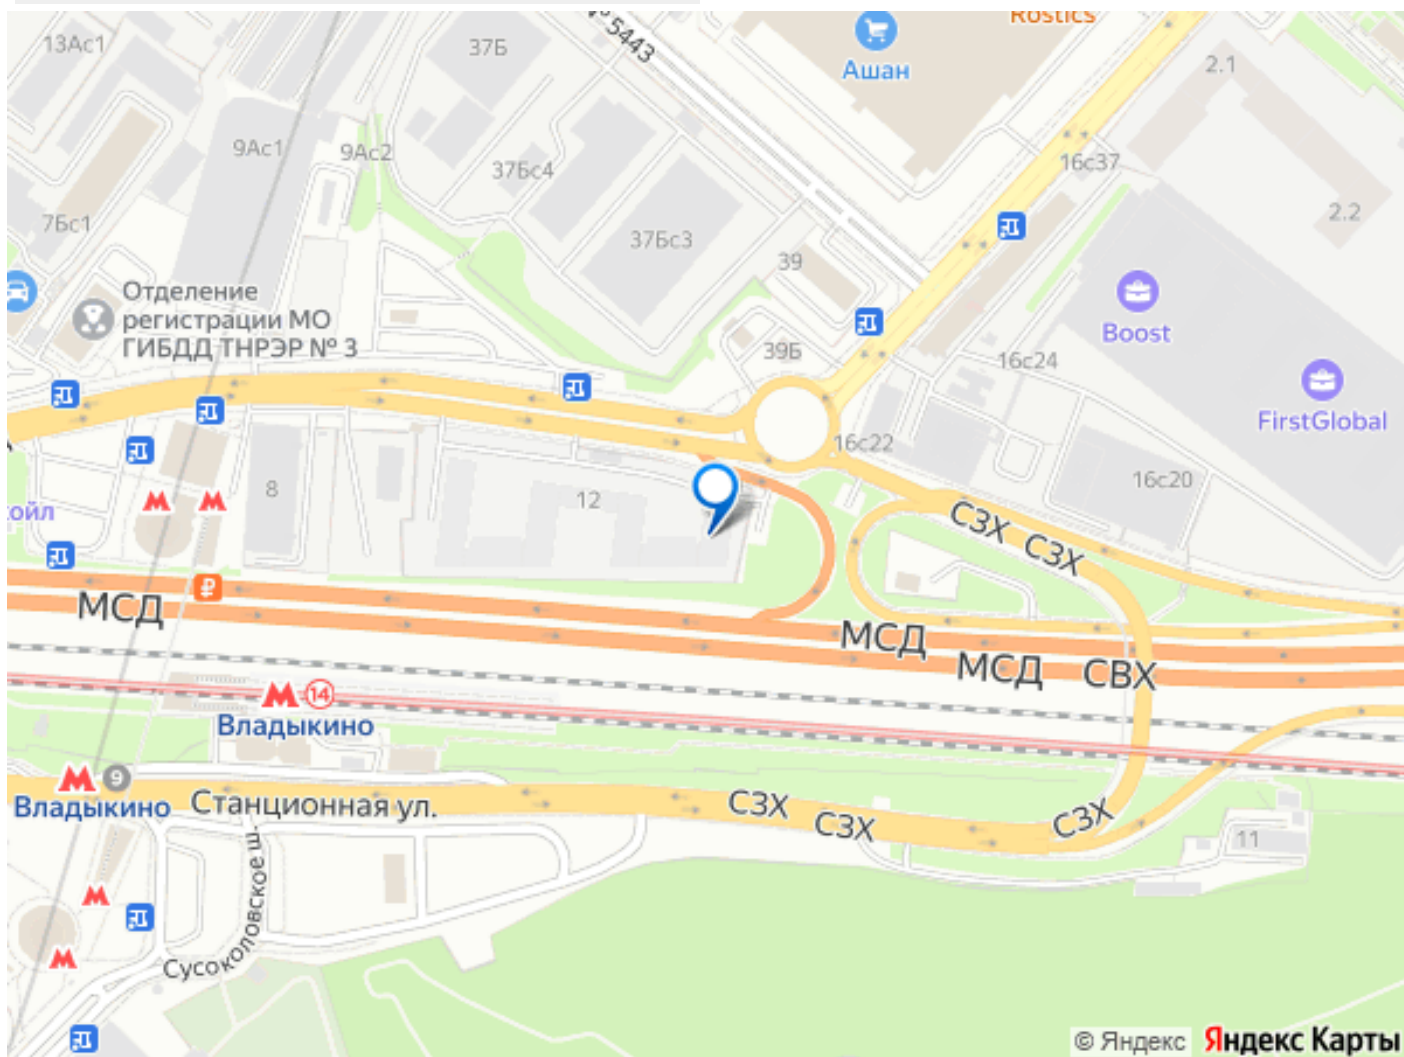 13Ас1
37Б
№ 5443
Rostics
Ашан
2.1
9Ас1
9Ас2
37Бс4
16с37
7Бс1
37Бс3
2.2
39
Отделение
регистрации МО
ГИБДД ТНРЭР № 3
Boost
39Б
16с24
FirstGlobal
16с22
8
12
16с20
ойл
СЗХ
СЗХ
МСД
МСД
МСД
СВХ
14
Владыкино
9
Владыкино
Станционная ул.
СЗХ
СЗХ
СЗХ
11
Сусоколовское ш.
© Яндекс Яндекс Карты